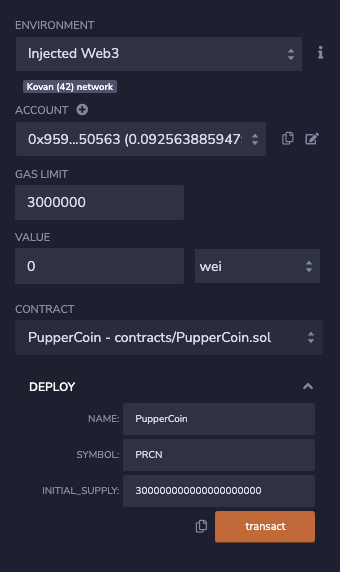 ENVIRONMENT
Injected Web3
Kovan (42) network
ACCOUNT
0x959...50563 (0.092563885947
GAS LIMIT
3000000
VALUE
0 wei
CONTRACT
PupperCoin - contracts/PupperCoin.sol
DEPLOY
NAME: PupperCoin
SYMBOL: PRCN
INITIAL_SUPPLY: 300000000000000000000
transact